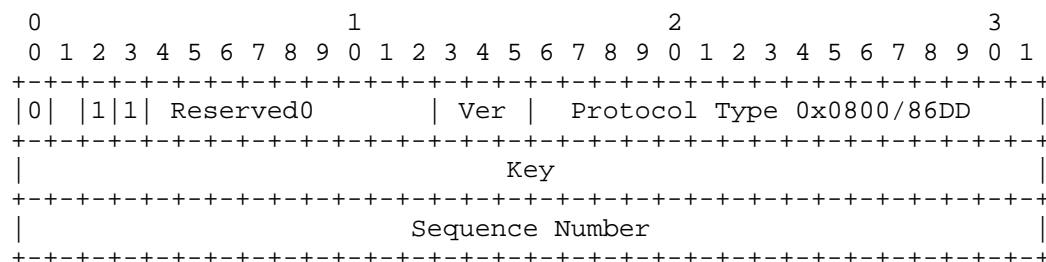 0                   1                   2                   3
 0 1 2 3 4 5 6 7 8 9 0 1 2 3 4 5 6 7 8 9 0 1 2 3 4 5 6 7 8 9 0 1
+-+-+-+-+-+-+-+-+-+-+-+-+-+-+-+-+-+-+-+-+-+-+-+-+-+-+-+-+-+-+-+-+
|0| |1|1| Reserved0       | Ver |  Protocol Type 0x0800/86DD    |
+-+-+-+-+-+-+-+-+-+-+-+-+-+-+-+-+-+-+-+-+-+-+-+-+-+-+-+-+-+-+-+-+
|                              Key                              |
+-+-+-+-+-+-+-+-+-+-+-+-+-+-+-+-+-+-+-+-+-+-+-+-+-+-+-+-+-+-+-+-+
|                        Sequence Number                        |
+-+-+-+-+-+-+-+-+-+-+-+-+-+-+-+-+-+-+-+-+-+-+-+-+-+-+-+-+-+-+-+-+